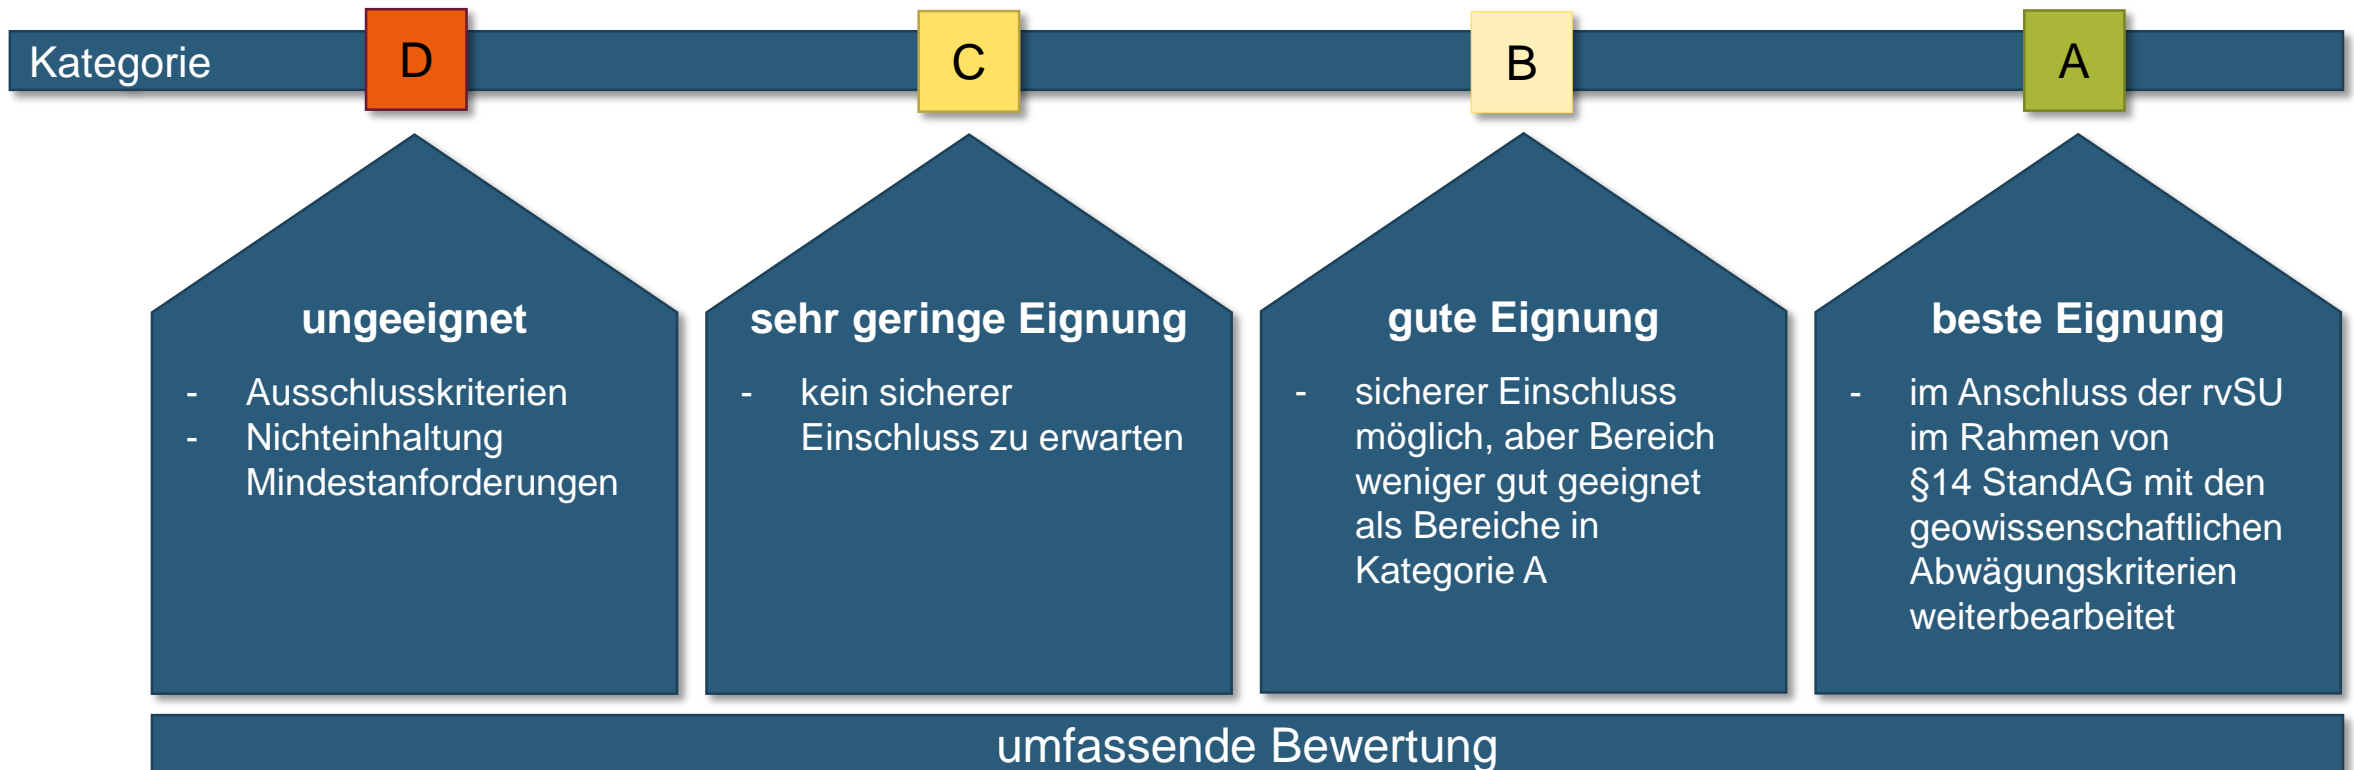 Kategorie
D
C
B
A
ungeeignet
- Ausschlusskriterien
- Nichteinhaltung
Mindestanforderungen
sehr geringe Eignung
- kein sicherer
Einschluss zu erwarten
gute Eignung
- sicherer Einschluss
möglich, aber Bereich
weniger gut geeignet
als Bereiche in
Kategorie A
beste Eignung
- im Anschluss der rvSU
im Rahmen von
§14 StandAG mit den
geowissenschaftlichen
Abwägungskriterien
weiterbearbeitet
umfassende Bewertung